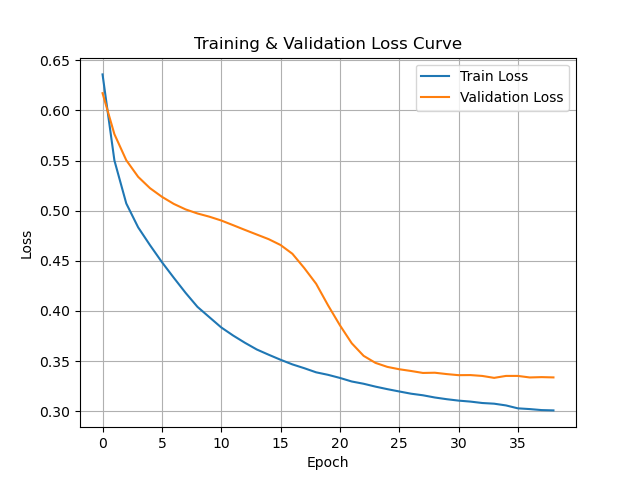 Training & Validation Loss Curve
Train Loss
Validation Loss
0.65
0.60
0.55
0.50
0.45
0.40
0.35
0.30
Loss
0 5 10 15 20 25 30 35
Epoch